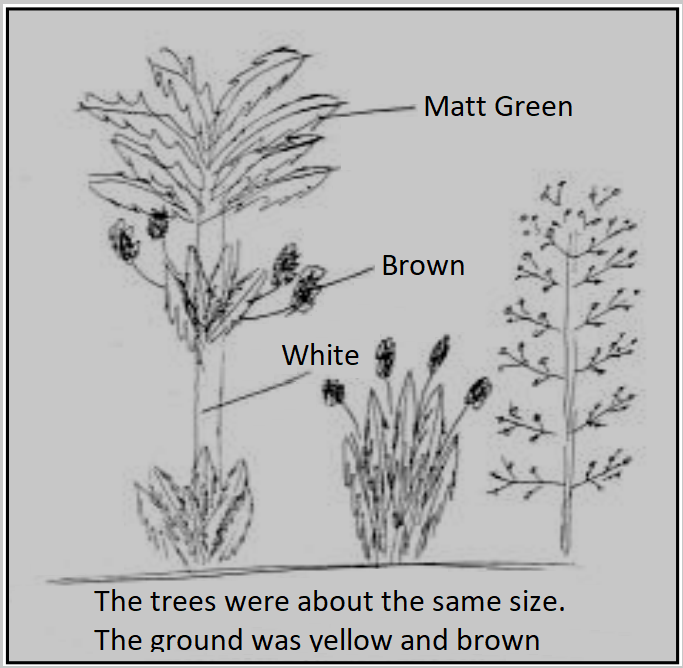 Matt Green
Brown
White
The trees were about the same size.
The ground was yellow and brown